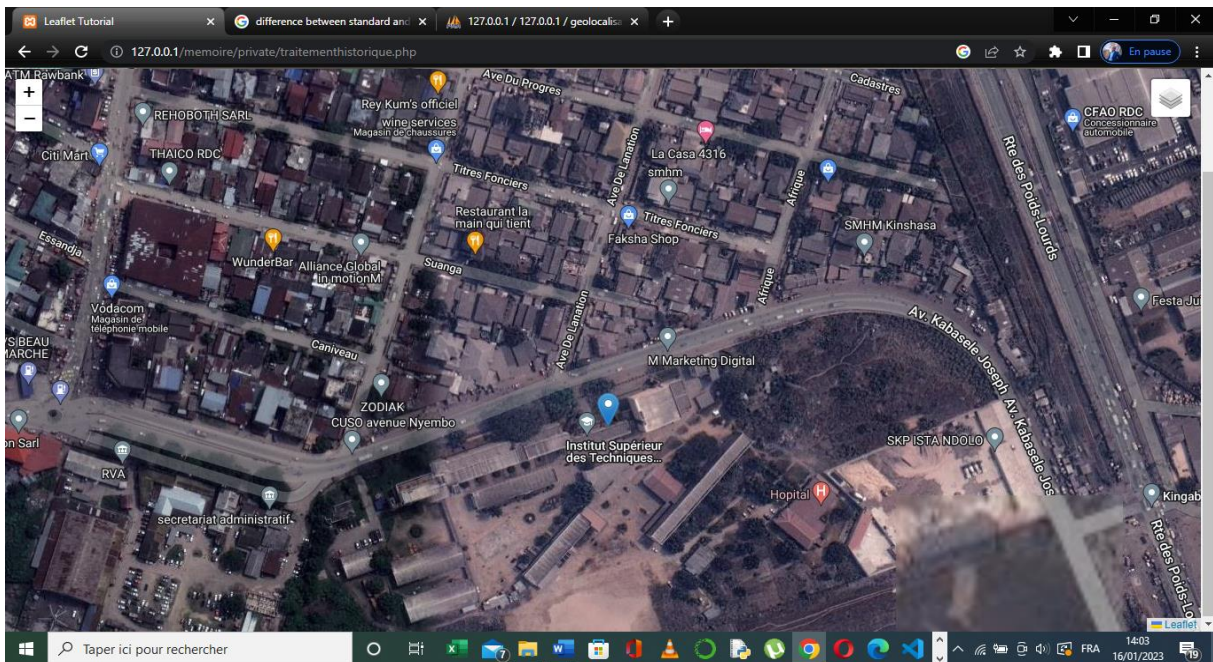 Leaflet Tutorial
difference between standard and
127.0.0.1 / 127.0.0.1 / geolocalisa
127.0.0.1/memoire/private/traitementhistorique.php
En pause
ATM Rawbank
+
−
REHOBOTH SARL
Rey Kum's officiel
wine services
Magasin de chaussures
Ave Du Progres
Cadastres
CFAO RDC
Concessionnaire
automobile
Citi Mart
THAICO RDC
Titres Fonciers
Ave De Lanation
La Casa 4316
smhm
Afrique
Rte des Poids-Lourds
Restaurant la
main qui tient
Titres Fonciers
Faksha Shop
SMHM Kinshasa
Essandja
WunderBar
Alliance Global
in motionM
Suanga
Afrique
Vodacom
Magasin de
téléphonie mobile
Festa Jui
Ave De Lanation
Av. Kabasele Joseph
YS BEAU
MARCHE
Caniveau
M Marketing Digital
ZODIAK
CUSO avenue Nyembo
Av. Kabasele Jos
on Sarl
Institut Supérieur
des Techniques...
SKP ISTA NDOLO
RVA
secretariat administratif
Hopital
H
Kingab
Rte des Poids-Lo
Leaflet
Taper ici pour rechercher
7
FRA
14:03
16/01/2023
19